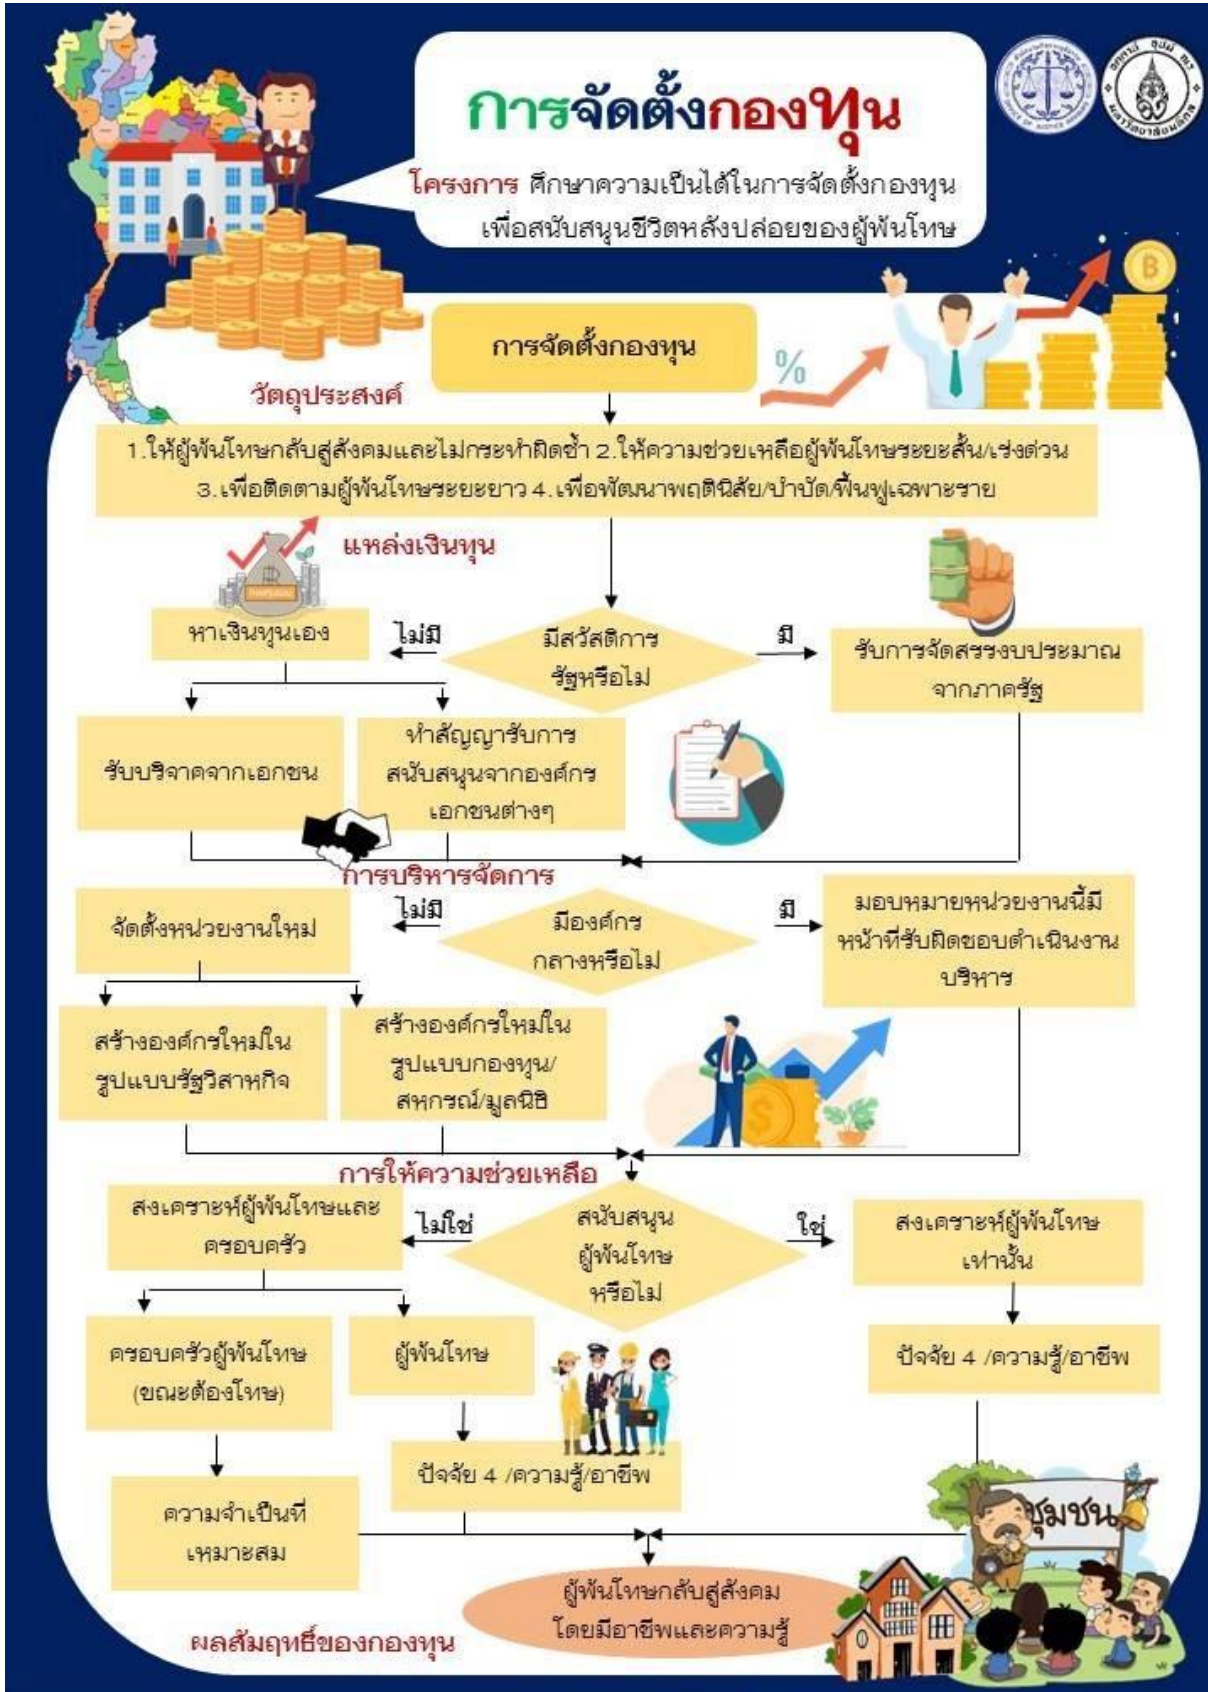 การจัดตั้งกองทุน
โครงการ ศึกษาความเป็นได้ในการจัดตั้งกองทุน
เพื่อสนับสนุนชีวิตหลังปล่อยของผู้พ้นโทษ
OFFICE OF JUSTICE AFFAIRS
มหาวิทยาลัยมหิดล
B
การจัดตั้งกองทุน
%
วัตถุประสงค์
1.ให้ผู้พ้นโทษกลับสู่สังคมและไม่กระทำผิดซ้ำ 2.ให้ความช่วยเหลือผู้พ้นโทษระยะสั้น/เร่งด่วน
3.เพื่อติดตามผู้พ้นโทษระยะยาว 4.เพื่อพัฒนาพฤตินิสัย/บำบัด/ฟื้นฟูเฉพาะราย
แหล่งเงินทุน
หาเงินทุนเอง
ไม่มี
มีสวัสดิการ
รัฐหรือไม่
มี
รับการจัดสรรงบประมาณ
จากภาครัฐ
รับบริจาคจากเอกชน
ทำสัญญารับการ
สนับสนุนจากองค์กร
เอกชนต่างๆ
การบริหารจัดการ
จัดตั้งหน่วยงานใหม่
ไม่มี
มีองค์กร
กลางหรือไม่
มี
มอบหมายหน่วยงานนี้มี
หน้าที่รับผิดชอบดำเนินงาน
บริหาร
สร้างองค์กรใหม่ใน
รูปแบบรัฐวิสาหกิจ
สร้างองค์กรใหม่ใน
รูปแบบกองทุน/
สหกรณ์/มูลนิธิ
$
การให้ความช่วยเหลือ
สงเคราะห์ผู้พ้นโทษและ
ครอบครัว
ไม่ใช่
สนับสนุน
ผู้พ้นโทษ
หรือไม่
ใช่
สงเคราะห์ผู้พ้นโทษ
เท่านั้น
ครอบครัวผู้พ้นโทษ
(ขณะต้องโทษ)
ผู้พ้นโทษ
ปัจจัย 4 /ความรู้/อาชีพ
ปัจจัย 4 /ความรู้/อาชีพ
ความจำเป็นที่
เหมาะสม
ชุมชน
ผู้พ้นโทษกลับสู่สังคม
โดยมีอาชีพและความรู้
ผลสัมฤทธิ์ของกองทุน